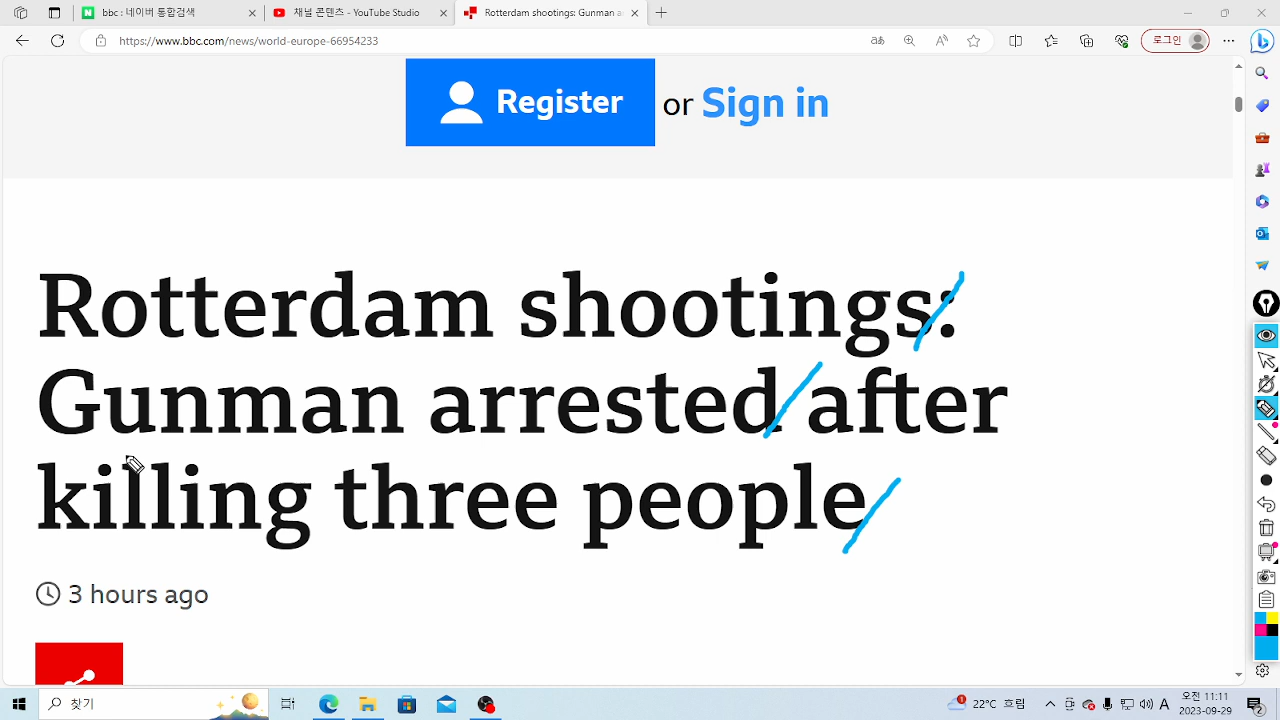 bbc : 네이버 통합검색
채널 콘텐츠 - YouTube Studio
Rotterdam shootings: Gunman a
https://www.bbc.com/news/world-europe-66954233
로그인
Register or Sign in
Rotterdam shootings:
Gunman arrested after
killing three people
3 hours ago
찾기
22°C 흐림
A
오전 11:11
2023-09-29